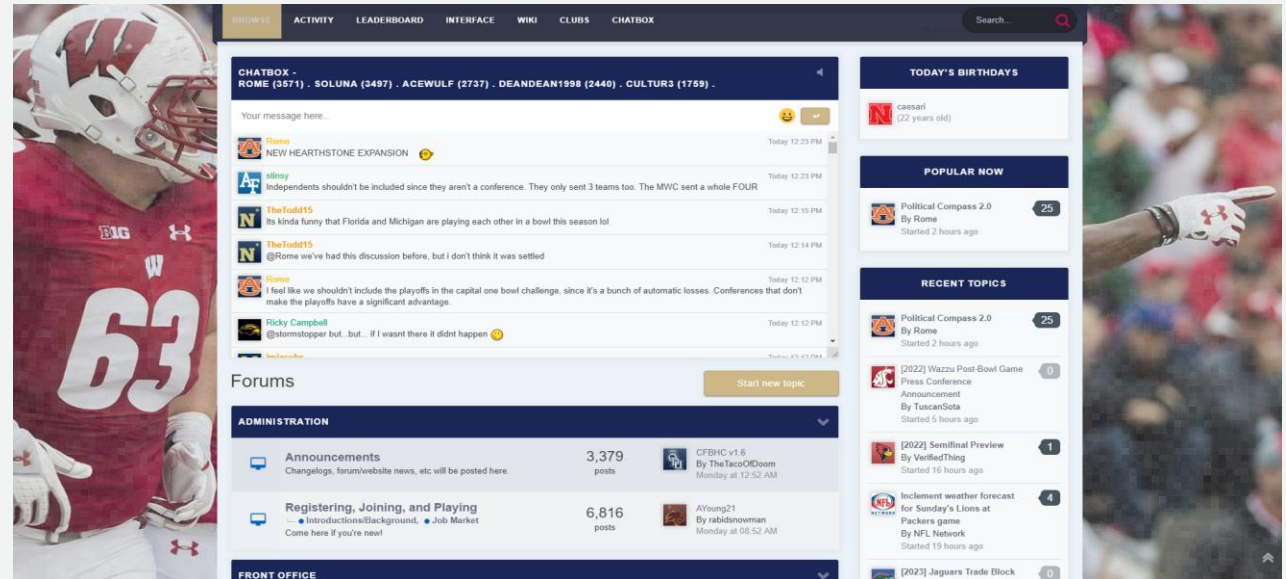 BROWSE ACTIVITY LEADERBOARD INTERFACE WIKI CLUBS CHATBOX Search...
CHATBOX -
ROME (3571) . SOLUNA (3497) . ACEWULF (2737) . DEANDEAN1998 (2440) . CULTUR3 (1759) .
Your message here...
Rome Today 12:23 PM
NEW HEARTHSTONE EXPANSION
slinsy Today 12:23 PM
Independents shouldn't be included since they aren't a conference. They only sent 3 teams too. The MWC sent a whole FOUR
TheTodd15 Today 12:15 PM
Its kinda funny that Florida and Michigan are playing each other in a bowl this season lol
TheTodd15 Today 12:14 PM
@Rome we've had this discussion before, but i don't think it was settled
Rome Today 12:12 PM
I feel like we shouldn't include the playoffs in the capital one bowl challenge, since it's a bunch of automatic losses. Conferences that don't
make the playoffs have a significant advantage.
Ricky Campbell Today 12:12 PM
@stormstopper but...but... if I wasnt there it didnt happen
Forums
Start new topic
ADMINISTRATION
Announcements
Changelogs, forum/website news, etc will be posted here.
3,379
posts
CFBHC v1.6
By TheTacoOfDoom
Monday at 12:52 AM
Registering, Joining, and Playing
Introductions/Background, Job Market
Come here if you're new!
6,816
posts
AYoung21
By rabidsnowman
Monday at 08:52 AM
FRONT OFFICE
TODAY'S BIRTHDAYS
caesari
(22 years old)
POPULAR NOW
Political Compass 2.0 25
By Rome
Started 2 hours ago
RECENT TOPICS
Political Compass 2.0 25
By Rome
Started 2 hours ago
[2022] Wazzu Post-Bowl Game 0
Press Conference
Announcement
By TuscanSota
Started 5 hours ago
[2022] Semifinal Preview 1
By VerifiedThing
Started 16 hours ago
Inclement weather forecast 4
for Sunday's Lions at
Packers game
By NFL Network
Started 19 hours ago
[2023] Jaguars Trade Block 0
B1G
W
63